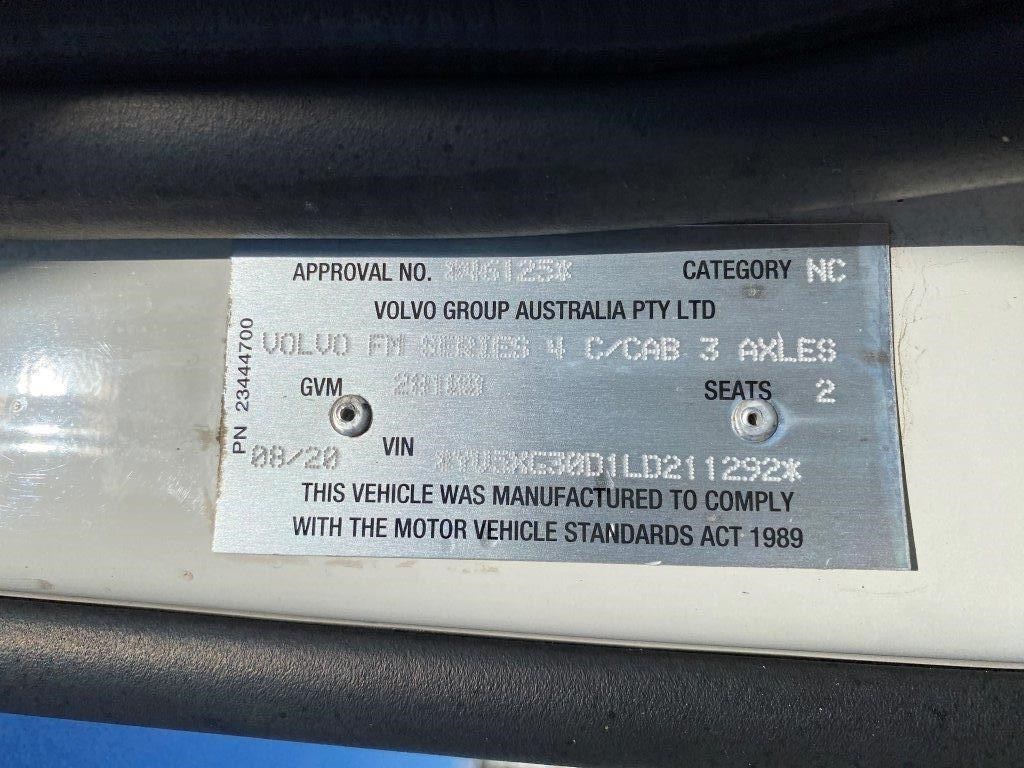 APPROVAL NO. *46125* CATEGORY NC
VOLVO GROUP AUSTRALIA PTY LTD
VOLVO FM SERIES 4 C/CAB 3 AXLES
GVM 28100 SEATS 2
PN 23444700
08/20 VIN *YV5XG30D1LD211292*
THIS VEHICLE WAS MANUFACTURED TO COMPLY
WITH THE MOTOR VEHICLE STANDARDS ACT 1989